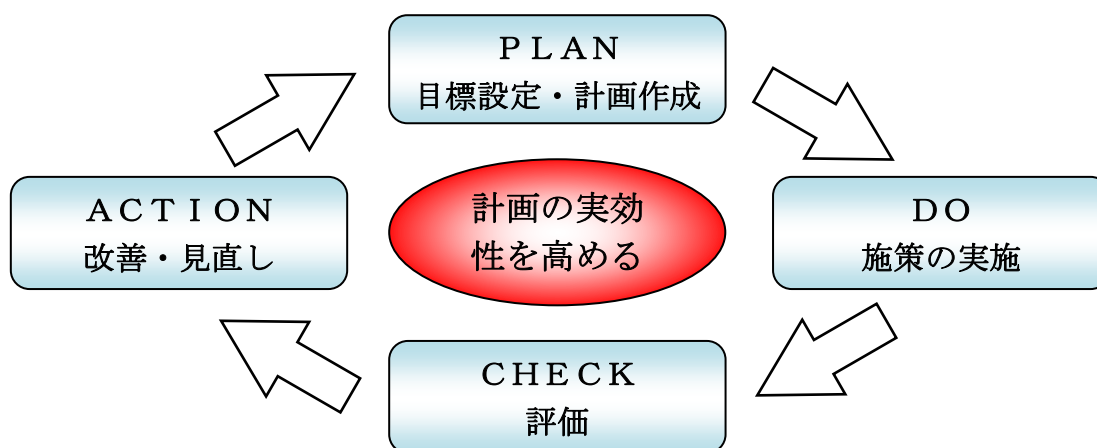 ＰＬＡＮ
目標設定・計画作成
ＡＣＴＩＯＮ
改善・見直し
計画の実効
性を高める
ＤＯ
施策の実施
ＣＨＥＣＫ
評価